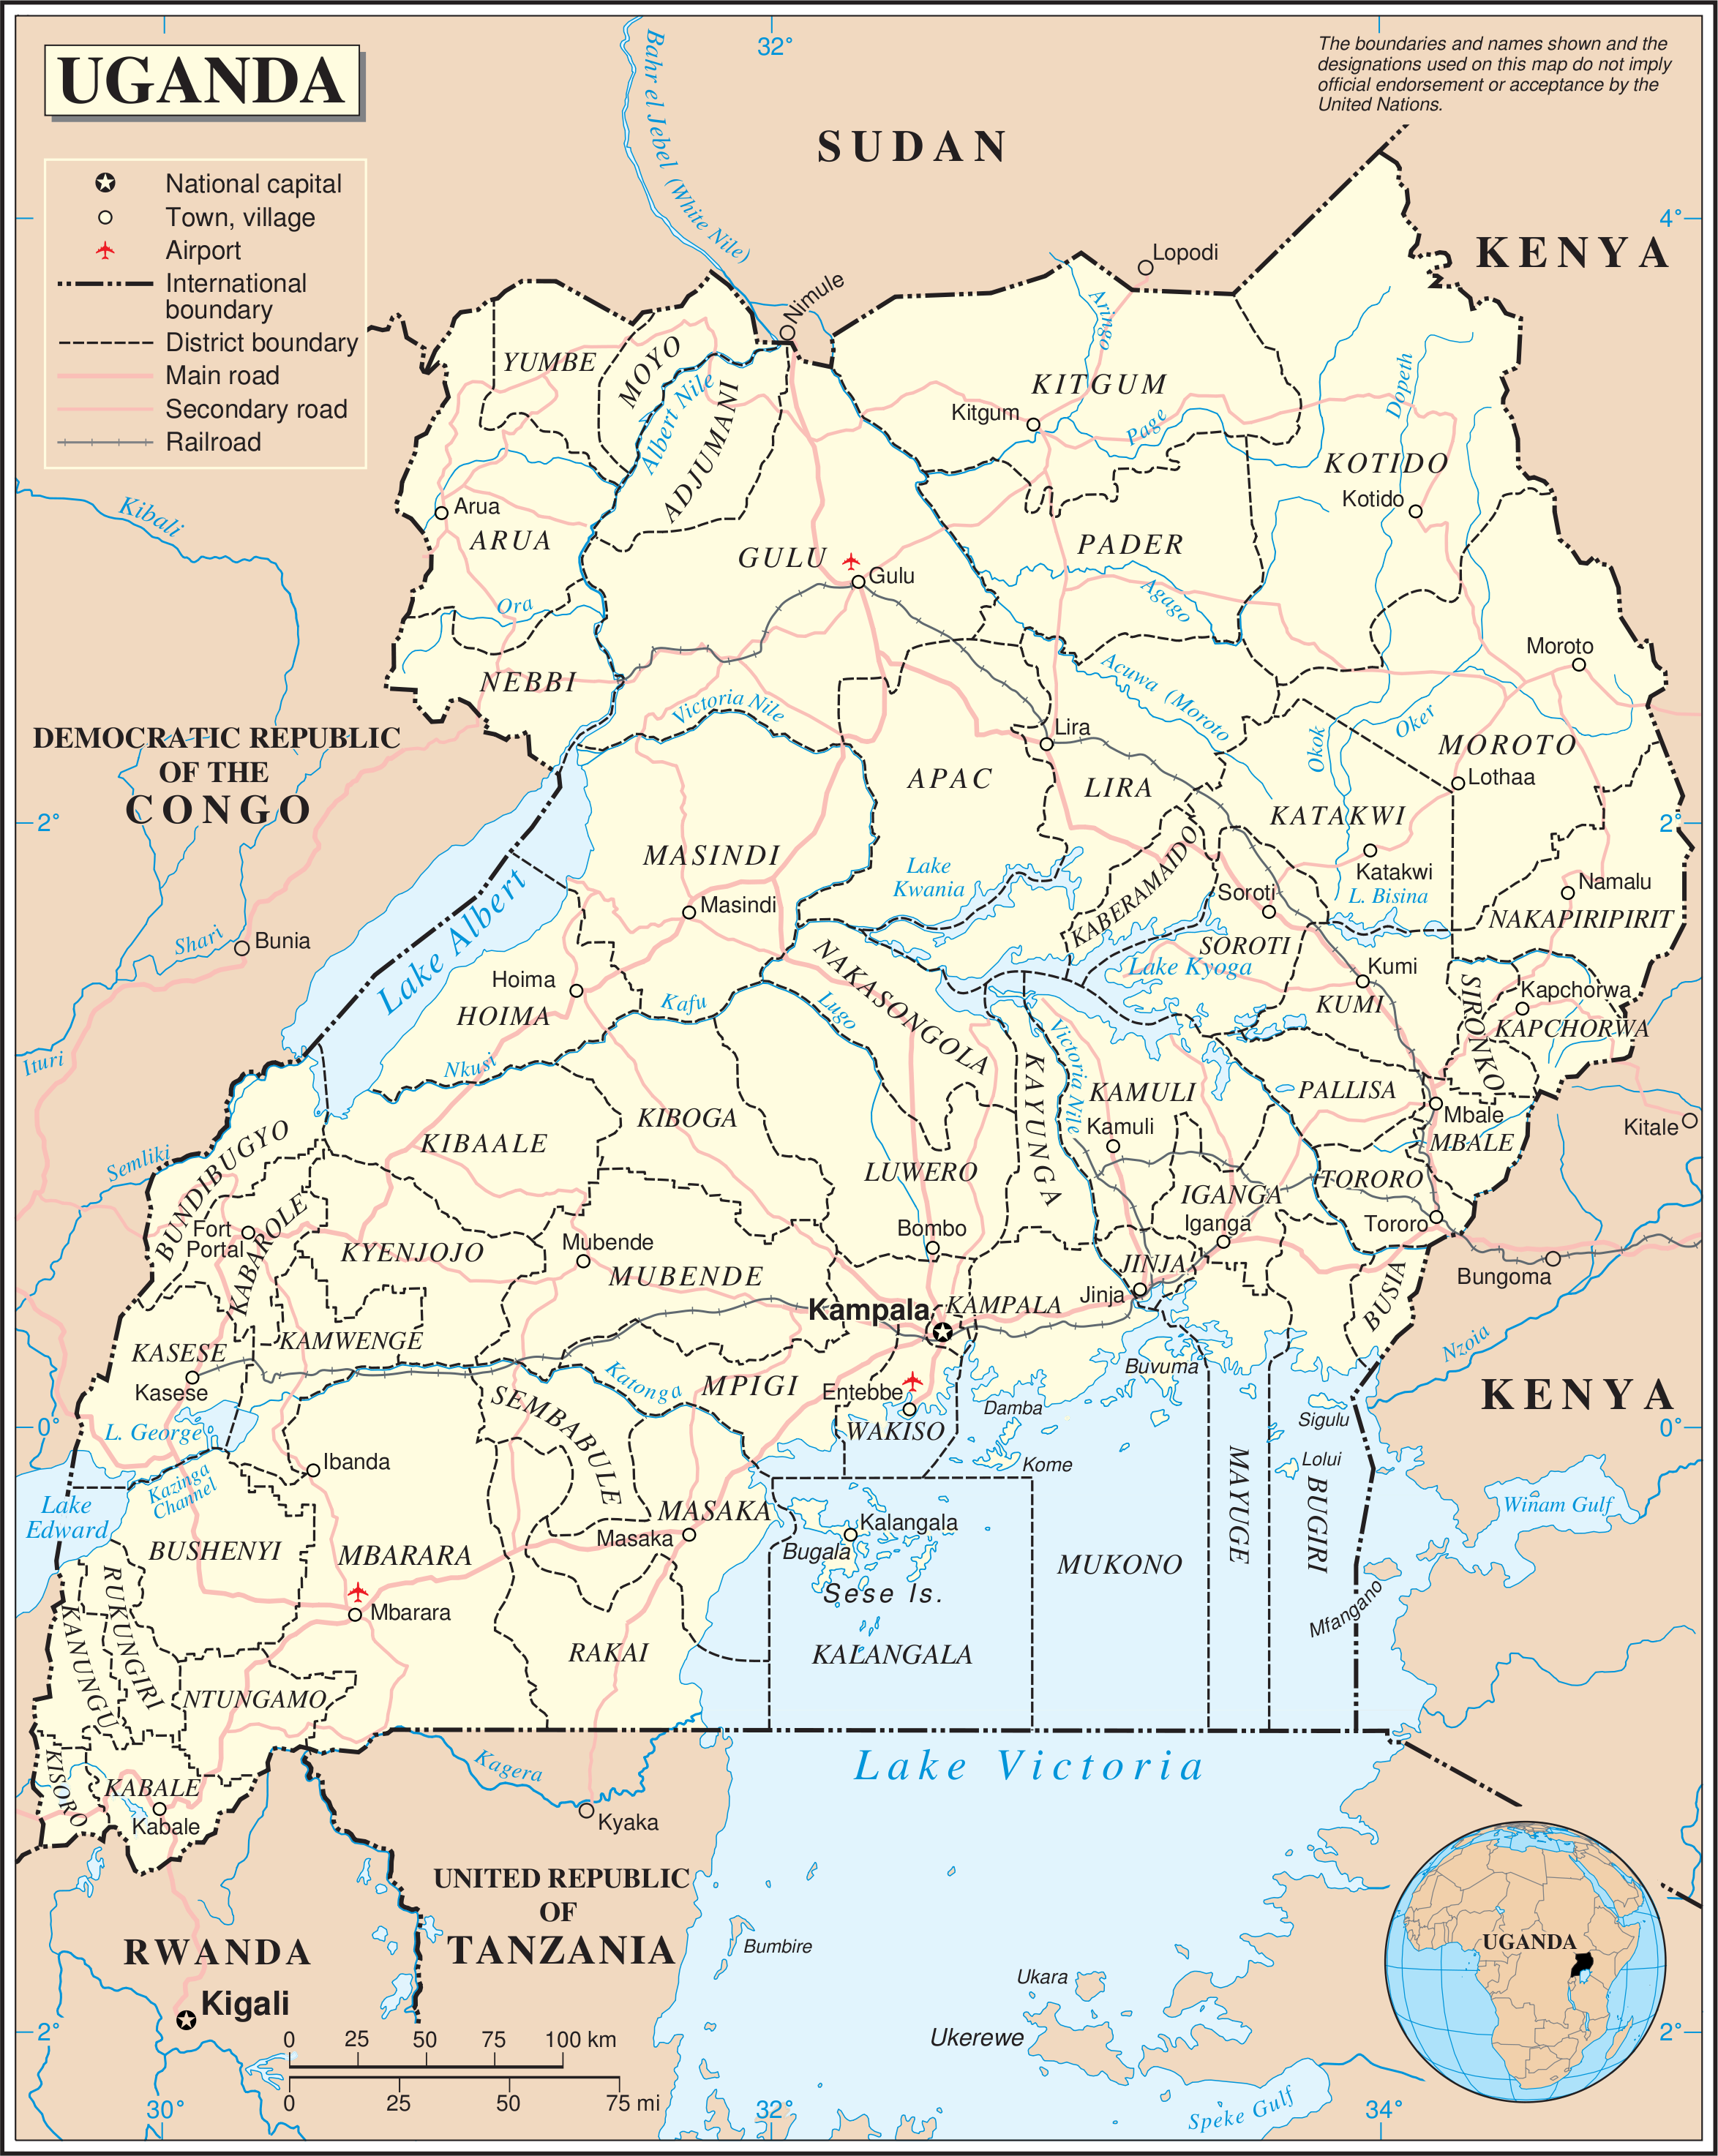 UGANDA
National capital
Town, village
Airport
International
boundary
District boundary
Main road
Secondary road
Railroad
The boundaries and names shown and the
designations used on this map do not imply
official endorsement or acceptance by the
United Nations.
32°
4°
Bahr el Jebel (White Nile)
SUDAN
KENYA
Lopodi
Nimule
Aringo
YUMBE
MOYO
Albert Nile
ADJUMANI
KITGUM
Kitgum
Page
Dopeth
KOTIDO
Kotido
Kibali
Arua
ARUA
GULU
Gulu
PADER
Agago
Ora
NEBBI
Moroto
Victoria Nile
Acuwa (Moroto
Okok
Oker
MOROTO
Lothaa
DEMOCRATIC REPUBLIC
OF THE
CONGO
Lira
LIRA
APAC
KATAKWI
Katakwi
2°
2°
MASINDI
Masindi
Lake
Kwania
KABERAMAIDO
Soroti
SOROTI
L. Bisina
Namalu
NAKAPIRIPIRIT
Shari
Bunia
Lake Albert
Hoima
HOIMA
Kafu
Lugo
NAKASONGOLA
Lake Kyoga
Kumi
KUMI
SIRONKO
Kapchorwa
KAPCHORWA
Ituri
Nkusi
KAYUNGA
Victoria Nile
KAMULI
Kamuli
PALLISA
Mbale
MBALE
Kitale
KIBOGA
KIBAALE
Semliki
BUNDIBUGYO
LUWERO
IGANGA
Iganga
TORORO
Tororo
Fort
Portal
KABAROLE
KYENJOJO
Mubende
MUBENDE
Bombo
JINJA
Jinja
Bungoma
BUSIA
Kampala
KAMPALA
KASESE
Kasese
KAMWENGE
Katonga
MPIGI
Entebbe
WAKISO
Buvuma
Damba
Kome
Nzoia
KENYA
Sigulu
Lolui
0°
0°
L. George
SEMBABULE
Ibanda
Kazinga
Channel
Lake
Edward
MASAKA
Masaka
Kalangala
Bugala
Sese Is.
KALANGALA
MUKONO
MAYUGE
BUGIRI
Winam Gulf
Mfangano
BUSHENYI
MBARARA
Mbarara
RUKUNGIRI
KANUNGU
RAKAI
NTUNGAMO
KISORO
KABALE
Kabale
Kagera
Kyaka
Lake Victoria
UNITED REPUBLIC
OF
TANZANIA
RWANDA
Kigali
Bumbire
Ukara
Ukerewe
Speke Gulf
UGANDA
2°
2°
0 25 50 75 100 km
0 25 50 75 mi
30°
32°
34°